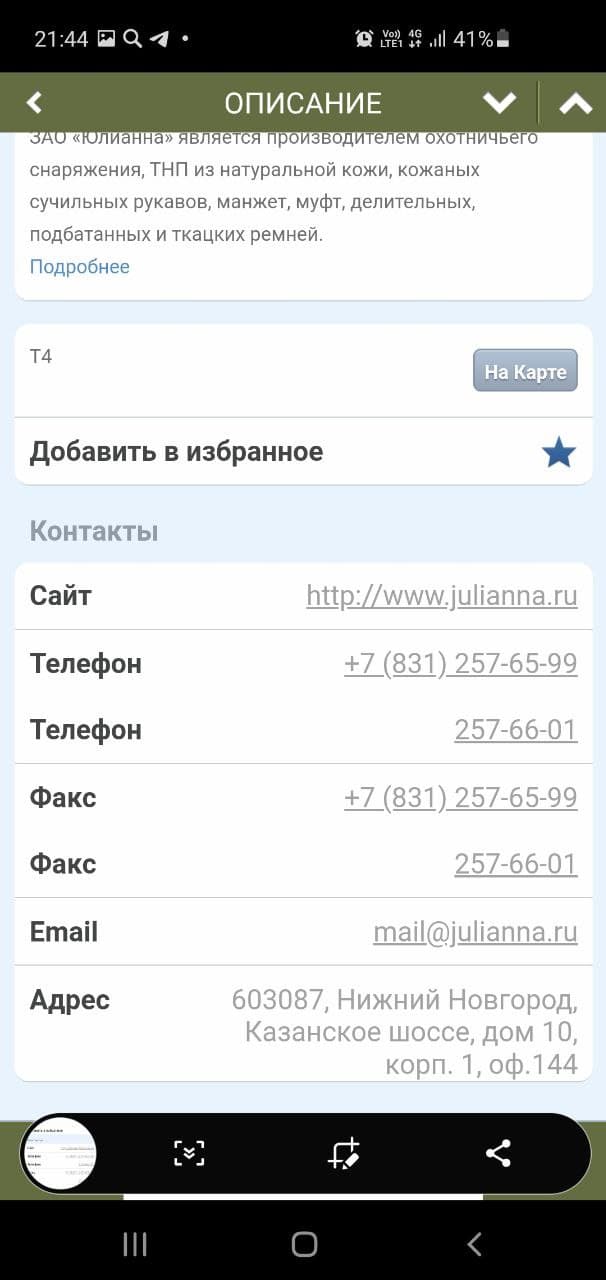 21:44
Vo)) 4G
LTE1
41%
ОПИСАНИЕ
ЗАО «Юлианна» является производителем охотничьего
снаряжения, ТНП из натуральной кожи, кожаных
сучильных рукавов, манжет, муфт, делительных,
подбатанных и ткацких ремней.
Подробнее
T4
На Карте
Добавить в избранное
Контакты
Сайт http://www.julianna.ru
Телефон +7 (831) 257-65-99
Телефон 257-66-01
Факс +7 (831) 257-65-99
Факс 257-66-01
Email mail@julianna.ru
Адрес 603087, Нижний Новгород,
Казанское шоссе, дом 10,
корп. 1, оф.144